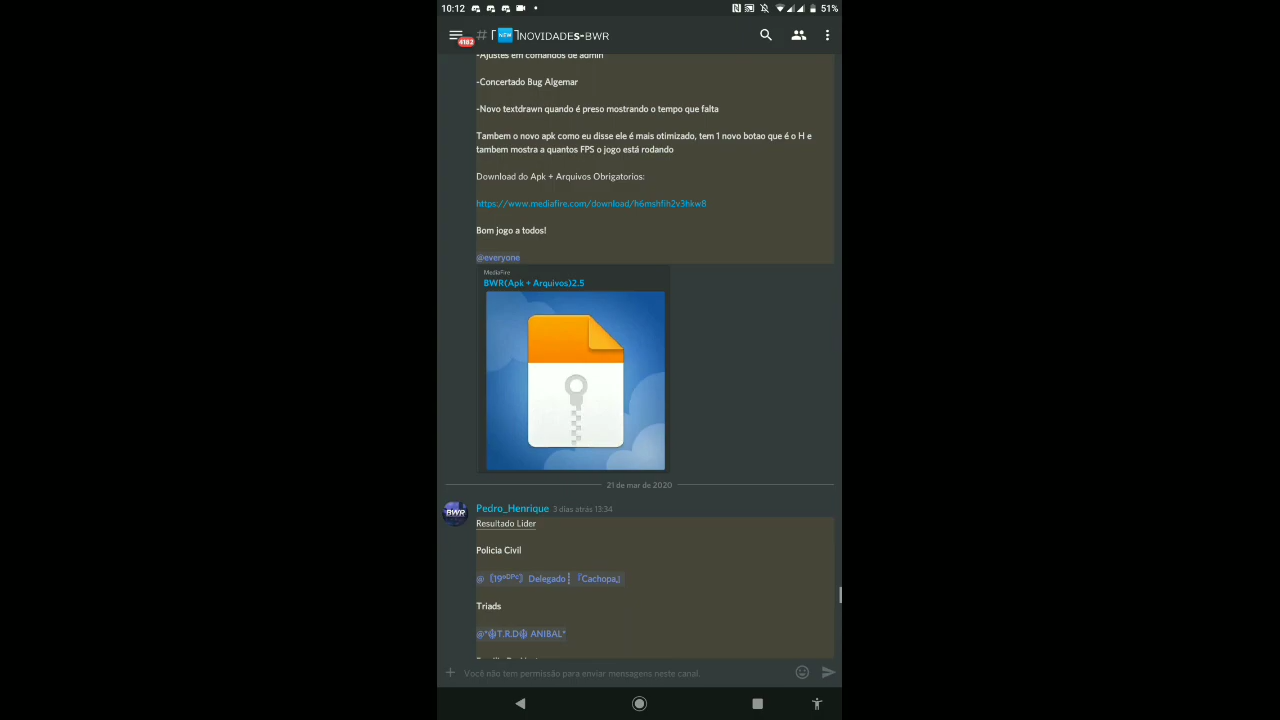 10:12
51%
4182
# 「NEW」NOVIDADES-BWR
-Ajustes em comandos de admin
-Concertado Bug Algemar
-Novo textdrawn quando é preso mostrando o tempo que falta
Tambem o novo apk como eu disse ele é mais otimizado, tem 1 novo botao que é o H e
tambem mostra a quantos FPS o jogo está rodando
Download do Apk + Arquivos Obrigatorios:
https://www.mediafire.com/download/h6mshfih2v3hkw8
Bom jogo a todos!
@everyone
MediaFire
BWR(Apk + Arquivos)2.5
21 de mar de 2020
BWR
Pedro_Henrique 3 dias atrás 13:34
Resultado Lider
Policia Civil
@〖19ºᴰᴾᶜ〗 Delegado ┋『Cachopa』
Triads
@*☬T.R.D☬ ANIBAL*
Você não tem permissão para enviar mensagens neste canal.